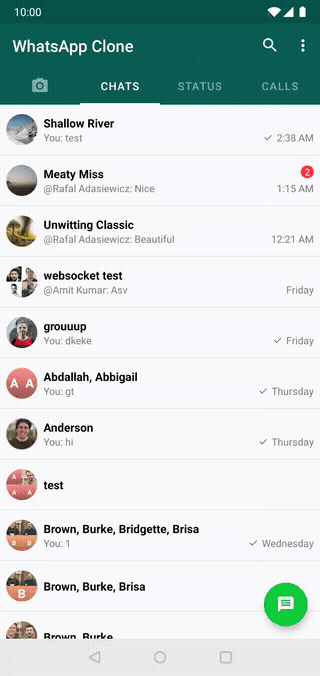 10:00
WhatsApp Clone
CHATS STATUS CALLS
Shallow River
You: test 2:38 AM
Meaty Miss 2
@Rafal Adasiewicz: Nice 1:15 AM
Unwitting Classic
@Rafal Adasiewicz: Beautiful 12:21 AM
websocket test
@Amit Kumar: Asv Friday
grouuup
You: dkeke Friday
A A
Abdallah, Abbigail
You: gt Thursday
Anderson
You: hi Thursday
A
A A
test
Brown, Burke, Bridgette, Brisa
You: 1 Wednesday
B B
B
Brown, Burke, Brisa
Brown, Burke